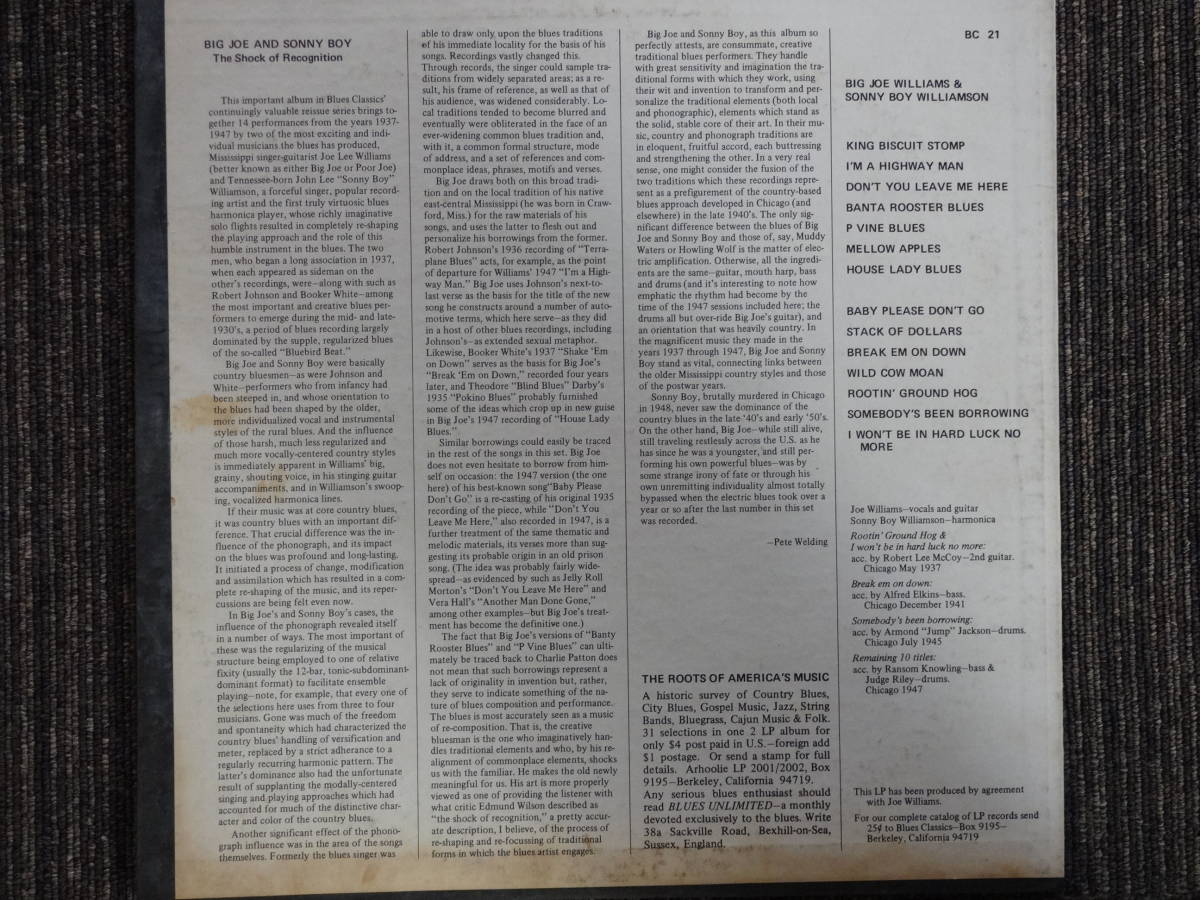 BIG JOE AND SONNY BOY
The Shock of Recognition
This important album in Blues Classics'
continuingly valuable reissue series brings to-
gether 14 performances from the years 1937-
1947 by two of the most exciting and indi-
vidual musicians the blues has produced,
Mississippi singer-guitarist Joe Lee Williams
(better known as either Big Joe or Poor Joe)
and Tennessee-born John Lee "Sonny Boy"
Williamson, a forceful singer, popular record-
ing artist and the first truly virtuosic blues
harmonica player, whose richly imaginative
solo flights resulted in completely re-shaping
the playing approach and the role of this
humble instrument in the blues. The two
men, who began a long association in 1937,
when each appeared as sideman on the
other's recordings, were—along with such as
Robert Johnson and Booker White—among
the most important and creative blues per-
formers to emerge during the mid- and late-
1930's, a period of blues recording largely
dominated by the supple, regularized blues
of the so-called "Bluebird Beat."
Big Joe and Sonny Boy were basically
country bluesmen—as were Johnson and
White—performers who from infancy had
been steeped in, and whose orientation to
the blues had been shaped by the older,
more individualized vocal and instrumental
styles of the rural blues. And the influence
of those harsh, much less regularized and
much more vocally-centered country styles
is immediately apparent in Williams' big,
grainy, shouting voice, in his stinging guitar
accompaniments, and in Williamson's swoop-
ing, vocalized harmonica lines.
If their music was at core country blues,
it was country blues with an important dif-
ference. That crucial difference was the in-
fluence of the phonograph, and its impact
on the blues was profound and long-lasting.
It initiated a process of change, modification
and assimilation which has resulted in a com-
plete re-shaping of the music, and its reper-
cussions are being felt even now.
In Big Joe's and Sonny Boy's cases, the
influence of the phonograph revealed itself
in a number of ways. The most important of
these was the regularizing of the musical
structure being employed to one of relative
fixity (usually the 12-bar, tonic-subdominant-
dominant format) to facilitate ensemble
playing—note, for example, that every one of
the selections here uses from three to four
musicians. Gone was much of the freedom
and spontaneity which had characterized the
country blues' handling of versification and
meter, replaced by a strict adherance to a
regularly recurring harmonic pattern. The
latter's dominance also had the unfortunate
result of supplanting the modally-centered
singing and playing approaches which had
accounted for much of the distinctive char-
acter and color of the country blues.
Another significant effect of the phono-
graph influence was in the area of the songs
themselves. Formerly the blues singer was
able to draw only upon the blues traditions
of his immediate locality for the basis of his
songs. Recordings vastly changed this.
Through records, the singer could sample tra-
ditions from widely separated areas; as a re-
sult, his frame of reference, as well as that of
his audience, was widened considerably. Lo-
cal traditions tended to become blurred and
eventually were obliterated in the face of an
ever-widening common blues tradition and,
with it, a common formal structure, mode
of address, and a set of references and com-
monplace ideas, phrases, motifs and verses.
Big Joe draws both on this broad tradi-
tion and on the local tradition of his native
east-central Mississippi (he was born in Craw-
ford, Miss.) for the raw materials of his
songs, and uses the latter to flesh out and
personalize his borrowings from the former.
Robert Johnson's 1936 recording of "Terra-
plane Blues" acts, for example, as the point
of departure for Williams' 1947 "I'm a High-
way Man." Big Joe uses Johnson's next-to-
last verse as the basis for the title of the new
song he constructs around a number of auto-
motive terms, which here serve—as they did
in a host of other blues recordings, including
Johnson's—as extended sexual metaphor.
Likewise, Booker White's 1937 "Shake 'Em
on Down" serves as the basis for Big Joe's
"Break 'Em on Down," recorded four years
later, and Theodore "Blind Blues" Darby's
1935 "Pokino Blues" probably furnished
some of the ideas which crop up in new guise
in Big Joe's 1947 recording of "House Lady
Blues."
Similar borrowings could easily be traced
in the rest of the songs in this set. Big Joe
does not even hesitate to borrow from him-
self on occasion: the 1947 version (the one
here) of his best-known song "Baby Please
Don't Go" is a re-casting of his original 1935
recording of the piece, while "Don't You
Leave Me Here," also recorded in 1947, is a
further treatment of the same thematic and
melodic materials, its verses more than sug-
gesting its probable origin in an old prison
song. (The idea was probably fairly wide-
spread—as evidenced by such as Jelly Roll
Morton's "Don't You Leave Me Here" and
Vera Hall's "Another Man Done Gone,"
among other examples—but Big Joe's treat-
ment has become the definitive one.)
The fact that Big Joe's versions of "Banty
Rooster Blues" and "P Vine Blues" can ulti-
mately be traced back to Charlie Patton does
not mean that such borrowings represent a
lack of originality in invention but, rather,
they serve to indicate something of the na-
ture of blues composition and performance.
The blues is most accurately seen as a music
of re-composition. That is, the creative
bluesman is the one who imaginatively han-
dles traditional elements and who, by his re-
alignment of commonplace elements, shocks
us with the familiar. He makes the old newly
meaningful for us. His art is more properly
viewed as one of providing the listener with
what critic Edmund Wilson described as
"the shock of recognition," a pretty accur-
ate description, I believe, of the process of
re-shaping and re-focussing of traditional
forms in which the blues artist engages.
Big Joe and Sonny Boy, as this album so
perfectly attests, are consummate, creative
traditional blues performers. They handle
with great sensitivity and imagination the tra-
ditional forms with which they work, using
their wit and invention to transform and per-
sonalize the traditional elements (both local
and phonographic), elements which stand as
the solid, stable core of their art. In their mu-
sic, country and phonograph traditions are
in eloquent, fruitful accord, each buttressing
and strengthening the other. In a very real
sense, one might consider the fusion of the
two traditions which these recordings repre-
sent as a prefigurement of the country-based
blues approach developed in Chicago (and
elsewhere) in the late 1940's. The only sig-
nificant difference between the blues of Big
Joe and Sonny Boy and those of, say, Muddy
Waters or Howling Wolf is the matter of elec-
tric amplification. Otherwise, all the ingredi-
ents are the same—guitar, mouth harp, bass
and drums (and it's interesting to note how
emphatic the rhythm had become by the
time of the 1947 sessions included here; the
drums all but over-ride Big Joe's guitar), and
an orientation that was heavily country. In
the magnificent music they made in the
years 1937 through 1947, Big Joe and Sonny
Boy stand as vital, connecting links between
the older Mississippi country styles and those
of the postwar years.
Sonny Boy, brutally murdered in Chicago
in 1948, never saw the dominance of the
country blues in the late '40's and early '50's.
On the other hand, Big Joe—while still alive,
still traveling restlessly across the U.S. as he
has since he was a youngster, and still per-
forming his own powerful blues—was by
some strange irony of fate or through his
own unremitting individuality almost totally
bypassed when the electric blues took over a
year or so after the last number in this set
was recorded.
—Pete Welding
THE ROOTS OF AMERICA'S MUSIC
A historic survey of Country Blues,
City Blues, Gospel Music, Jazz, String
Bands, Bluegrass, Cajun Music & Folk.
31 selections in one 2 LP album for
only $4 post paid in U.S.—foreign add
$1 postage. Or send a stamp for full
details. Arhoolie LP 2001/2002, Box
9195—Berkeley, California 94719.
Any serious blues enthusiast should
read BLUES UNLIMITED—a monthly
devoted exclusively to the blues. Write
38a Sackville Road, Bexhill-on-Sea,
Sussex, England.
BC 21
BIG JOE WILLIAMS &
SONNY BOY WILLIAMSON
KING BISCUIT STOMP
I'M A HIGHWAY MAN
DON'T YOU LEAVE ME HERE
BANTA ROOSTER BLUES
P VINE BLUES
MELLOW APPLES
HOUSE LADY BLUES
BABY PLEASE DON'T GO
STACK OF DOLLARS
BREAK EM ON DOWN
WILD COW MOAN
ROOTIN' GROUND HOG
SOMEBODY'S BEEN BORROWING
I WON'T BE IN HARD LUCK NO
MORE
Joe Williams—vocals and guitar
Sonny Boy Williamson—harmonica
Rootin' Ground Hog &
I won't be in hard luck no more:
acc. by Robert Lee McCoy—2nd guitar.
Chicago May 1937
Break em on down:
acc. by Alfred Elkins—bass.
Chicago December 1941
Somebody's been borrowing:
acc. by Armond "Jump" Jackson—drums.
Chicago July 1945
Remaining 10 titles:
acc. by Ransom Knowling—bass &
Judge Riley—drums.
Chicago 1947
This LP has been produced by agreement
with Joe Williams.
For our complete catalog of LP records send
25¢ to Blues Classics—Box 9195—
Berkeley, California 94719